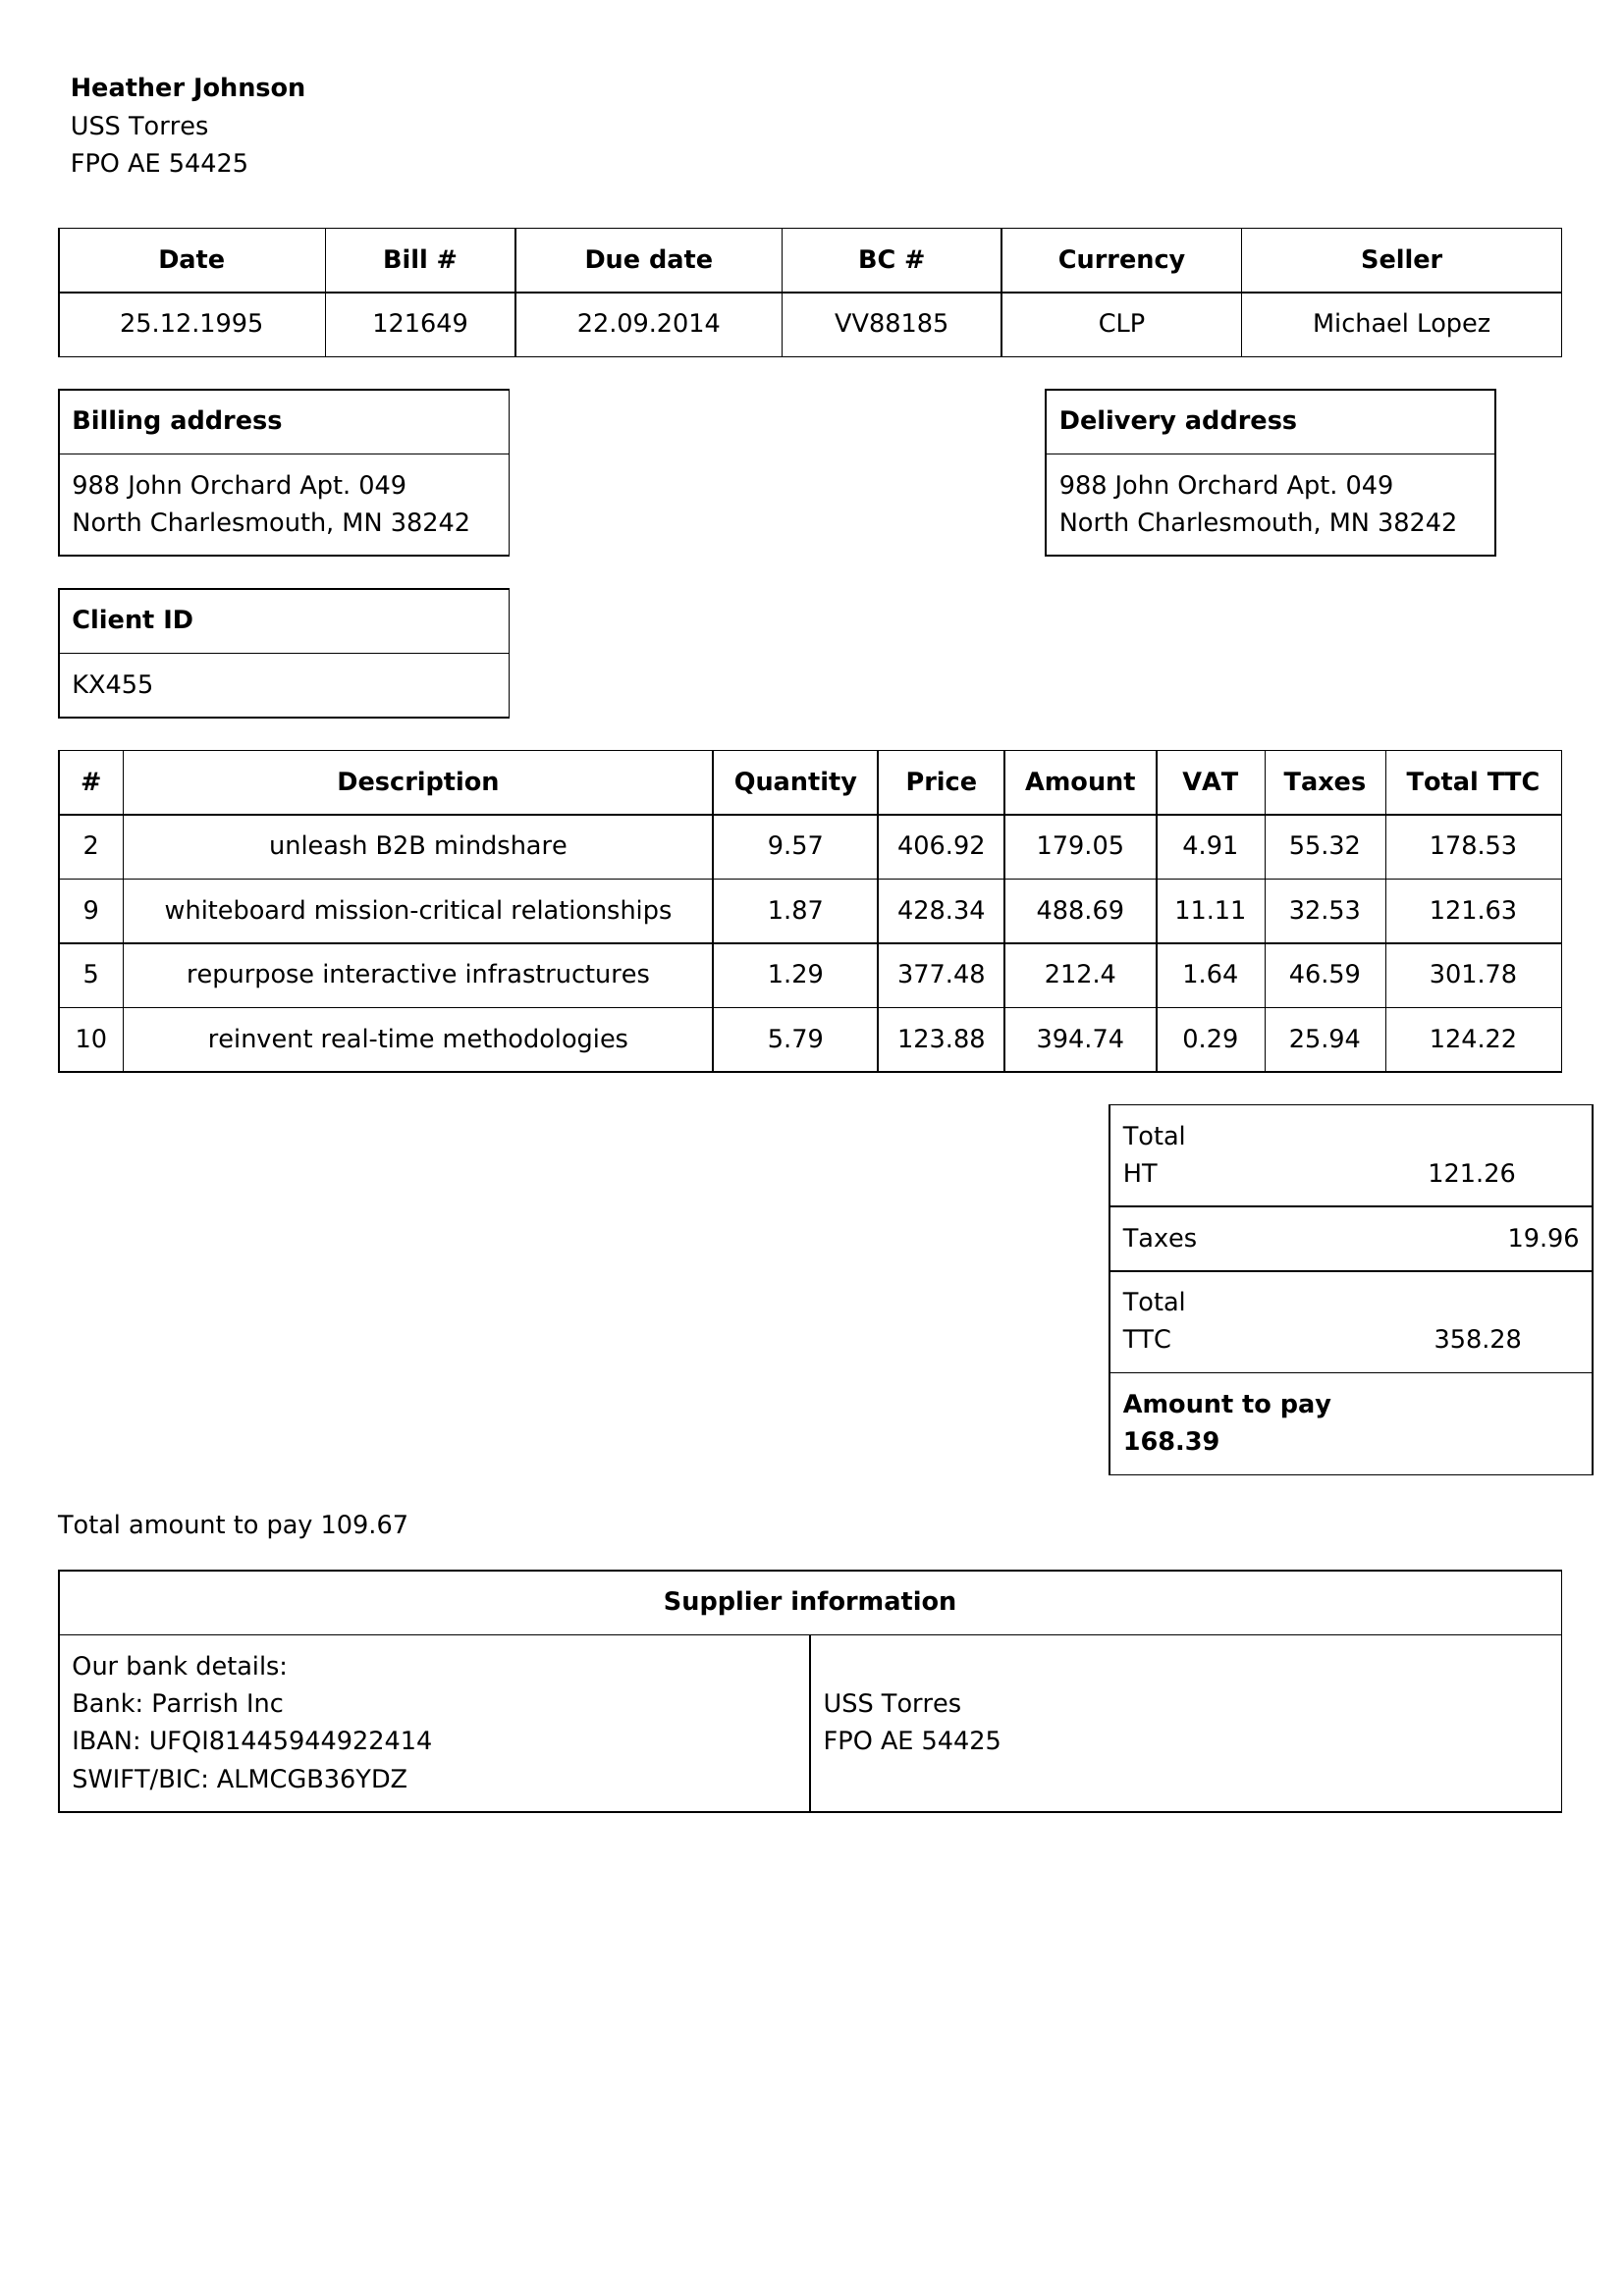 Heather Johnson
USS Torres
FPO AE 54425
Date Bill # Due date BC # Currency Seller
25.12.1995 121649 22.09.2014 VV88185 CLP Michael Lopez
Billing address
988 John Orchard Apt. 049
North Charlesmouth, MN 38242
Delivery address
988 John Orchard Apt. 049
North Charlesmouth, MN 38242
Client ID
KX455
# Description Quantity Price Amount VAT Taxes Total TTC
2 unleash B2B mindshare 9.57 406.92 179.05 4.91 55.32 178.53
9 whiteboard mission-critical relationships 1.87 428.34 488.69 11.11 32.53 121.63
5 repurpose interactive infrastructures 1.29 377.48 212.4 1.64 46.59 301.78
10 reinvent real-time methodologies 5.79 123.88 394.74 0.29 25.94 124.22
Total
HT 121.26
Taxes 19.96
Total
TTC 358.28
Amount to pay
168.39
Total amount to pay 109.67
Supplier information
Our bank details:
Bank: Parrish Inc
IBAN: UFQI81445944922414
SWIFT/BIC: ALMCGB36YDZ
USS Torres
FPO AE 54425